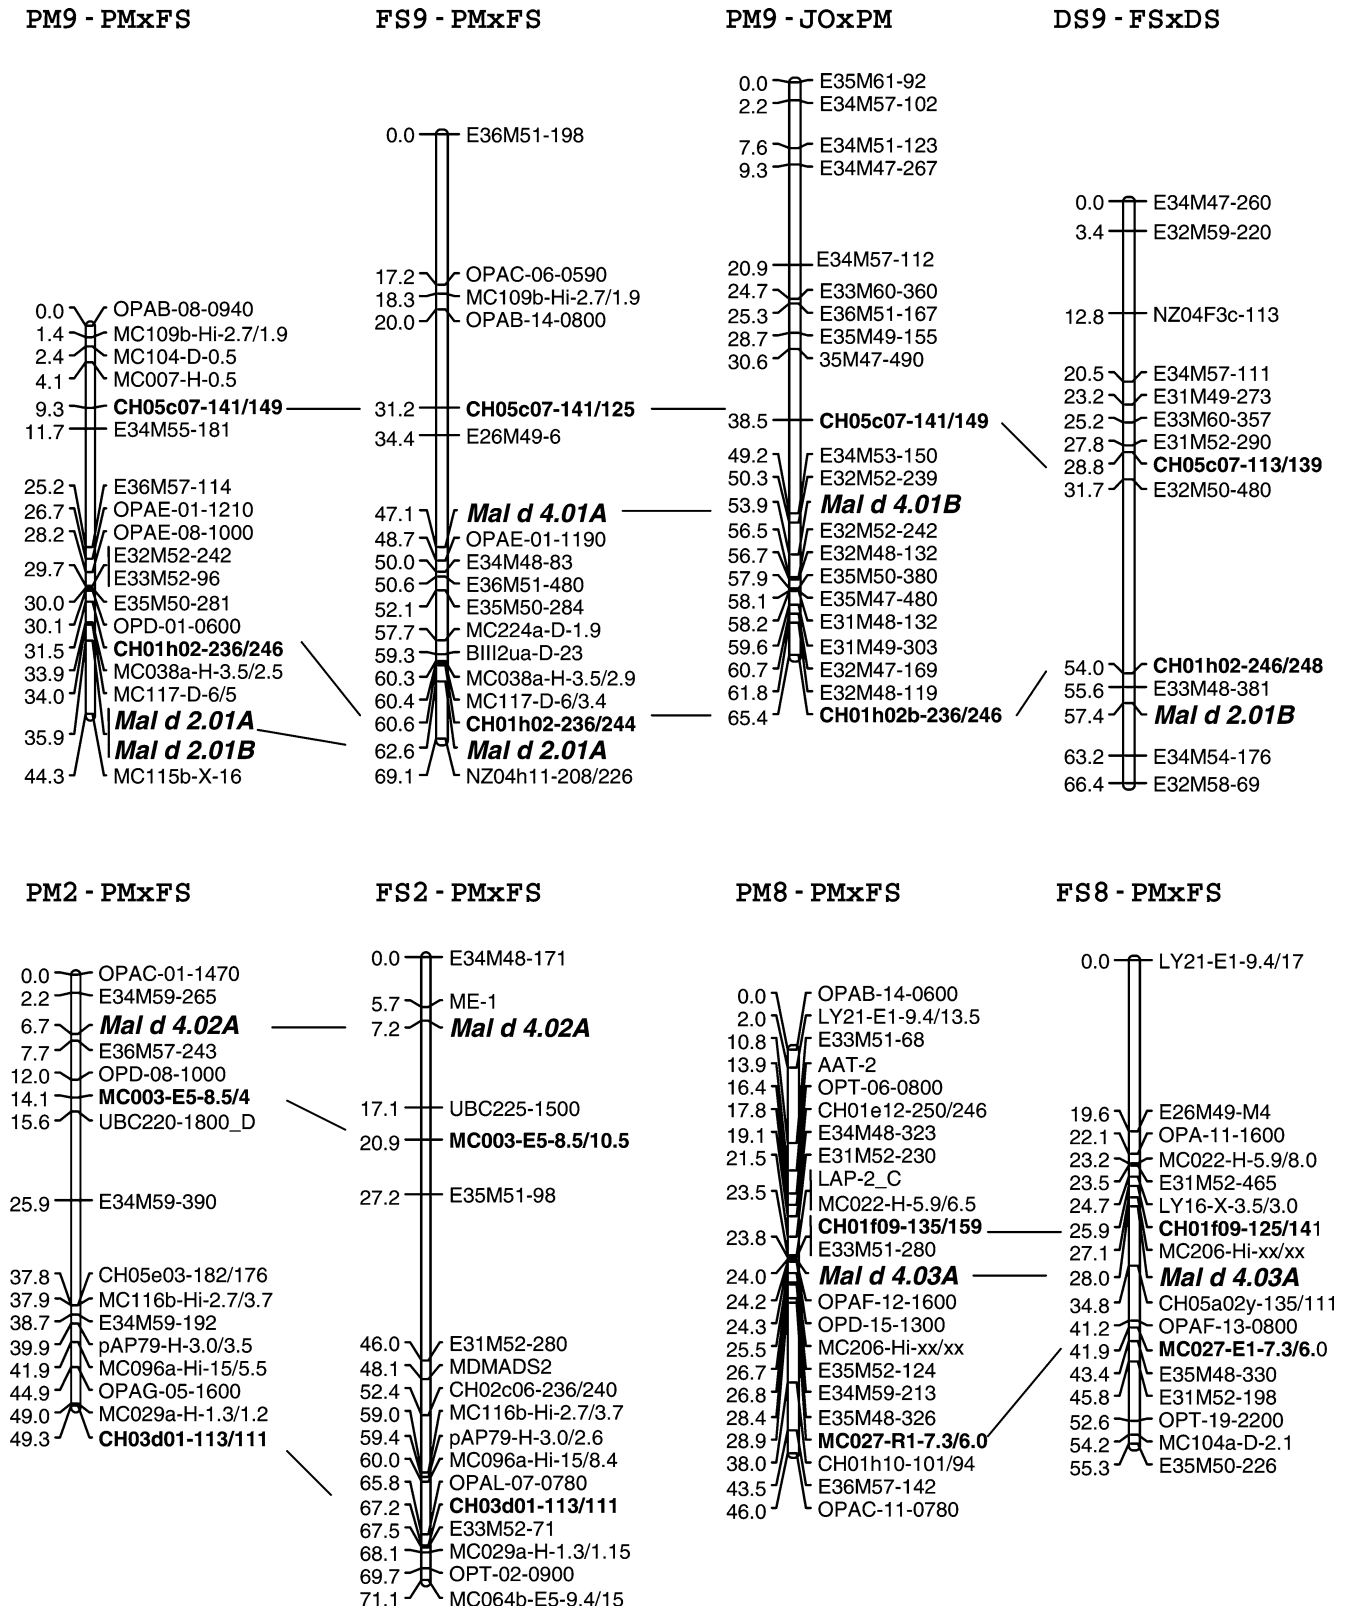 PM9 - PMxFS
0.0 OPAB-08-0940
1.4 MC109b-Hi-2.7/1.9
2.4 MC104-D-0.5
4.1 MC007-H-0.5
9.3 CH05c07-141/149
11.7 E34M55-181
25.2 E36M57-114
26.7 OPAE-01-1210
28.2 OPAE-08-1000
29.7 E32M52-242
E33M52-96
30.0 E35M50-281
30.1 OPD-01-0600
31.5 CH01h02-236/246
33.9 MC038a-H-3.5/2.5
34.0 MC117-D-6/5
35.9 Mal d 2.01A
Mal d 2.01B
44.3 MC115b-X-16
FS9 - PMxFS
0.0 E36M51-198
17.2 OPAC-06-0590
18.3 MC109b-Hi-2.7/1.9
20.0 OPAB-14-0800
31.2 CH05c07-141/125
34.4 E26M49-6
47.1 Mal d 4.01A
48.7 OPAE-01-1190
50.0 E34M48-83
50.6 E36M51-480
52.1 E35M50-284
57.7 MC224a-D-1.9
59.3 BIII2ua-D-23
60.3 MC038a-H-3.5/2.9
60.4 MC117-D-6/3.4
60.6 CH01h02-236/244
62.6 Mal d 2.01A
69.1 NZ04h11-208/226
PM9 - JOxPM
0.0 E35M61-92
2.2 E34M57-102
7.6 E34M51-123
9.3 E34M47-267
20.9 E34M57-112
24.7 E33M60-360
25.3 E36M51-167
28.7 E35M49-155
30.6 35M47-490
38.5 CH05c07-141/149
49.2 E34M53-150
50.3 E32M52-239
53.9 Mal d 4.01B
56.5 E32M52-242
56.7 E32M48-132
57.9 E35M50-380
58.1 E35M47-480
58.2 E31M48-132
59.6 E31M49-303
60.7 E32M47-169
61.8 E32M48-119
65.4 CH01h02b-236/246
DS9 - FSxDS
0.0 E34M47-260
3.4 E32M59-220
12.8 NZ04F3c-113
20.5 E34M57-111
23.2 E31M49-273
25.2 E33M60-357
27.8 E31M52-290
28.8 CH05c07-113/139
31.7 E32M50-480
54.0 CH01h02-246/248
55.6 E33M48-381
57.4 Mal d 2.01B
63.2 E34M54-176
66.4 E32M58-69
PM2 - PMxFS
0.0 OPAC-01-1470
2.2 E34M59-265
6.7 Mal d 4.02A
7.7 E36M57-243
12.0 OPD-08-1000
14.1 MC003-E5-8.5/4
15.6 UBC220-1800_D
25.9 E34M59-390
37.8 CH05e03-182/176
37.9 MC116b-Hi-2.7/3.7
38.7 E34M59-192
39.9 pAP79-H-3.0/3.5
41.9 MC096a-Hi-15/5.5
44.9 OPAG-05-1600
49.0 MC029a-H-1.3/1.2
49.3 CH03d01-113/111
FS2 - PMxFS
0.0 E34M48-171
5.7 ME-1
7.2 Mal d 4.02A
17.1 UBC225-1500
20.9 MC003-E5-8.5/10.5
27.2 E35M51-98
46.0 E31M52-280
48.1 MDMADS2
52.4 CH02c06-236/240
59.0 MC116b-Hi-2.7/3.7
59.4 pAP79-H-3.0/2.6
60.0 MC096a-Hi-15/8.4
65.8 OPAL-07-0780
67.2 CH03d01-113/111
67.5 E33M52-71
68.1 MC029a-H-1.3/1.15
69.7 OPT-02-0900
71.1 MC064b-E5-9.4/15
PM8 - PMxFS
0.0 OPAB-14-0600
2.0 LY21-E1-9.4/13.5
10.8 E33M51-68
13.9 AAT-2
16.4 OPT-06-0800
17.8 CH01e12-250/246
19.1 E34M48-323
21.5 E31M52-230
23.5 LAP-2_C
MC022-H-5.9/6.5
23.8 CH01f09-135/159
E33M51-280
24.0 Mal d 4.03A
24.2 OPAF-12-1600
24.3 OPD-15-1300
25.5 MC206-Hi-xx/xx
26.7 E35M52-124
26.8 E34M59-213
28.4 E35M48-326
28.9 MC027-R1-7.3/6.0
38.0 CH01h10-101/94
43.5 E36M57-142
46.0 OPAC-11-0780
FS8 - PMxFS
0.0 LY21-E1-9.4/17
19.6 E26M49-M4
22.1 OPA-11-1600
23.2 MC022-H-5.9/8.0
23.5 E31M52-465
24.7 LY16-X-3.5/3.0
25.9 CH01f09-125/141
27.1 MC206-Hi-xx/xx
28.0 Mal d 4.03A
34.8 CH05a02y-135/111
41.2 OPAF-13-0800
41.9 MC027-E1-7.3/6.0
43.4 E35M48-330
45.8 E31M52-198
52.6 OPT-19-2200
54.2 MC104a-D-2.1
55.3 E35M50-226